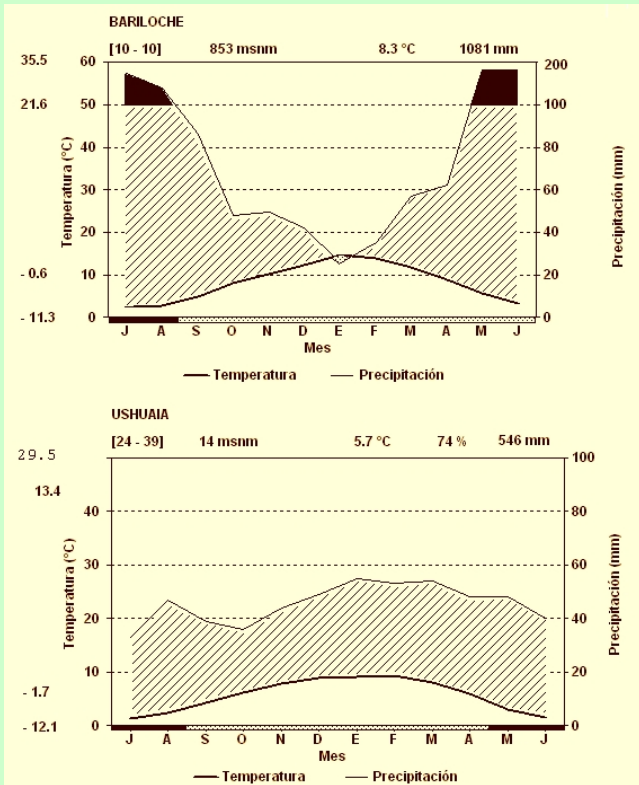 BARILOCHE
[10 - 10] 853 msnm 8.3 °C 1081 mm
35.5 60 200
21.6 50 100
40 80
30 60
20 40
- 0.6 10 20
- 11.3 0 0
Temperatura (°C)
Precipitación (mm)
J A S O N D E F M A M J
Mes
Temperatura Precipitación
USHUAIA
[24 - 39] 14 msnm 5.7 °C 74 % 546 mm
29.5 100
13.4
40 80
30 60
20 40
10 20
- 1.7
- 12.1 0 0
Temperatura (°C)
Precipitación (mm)
J A S O N D E F M A M J
Mes
Temperatura Precipitación